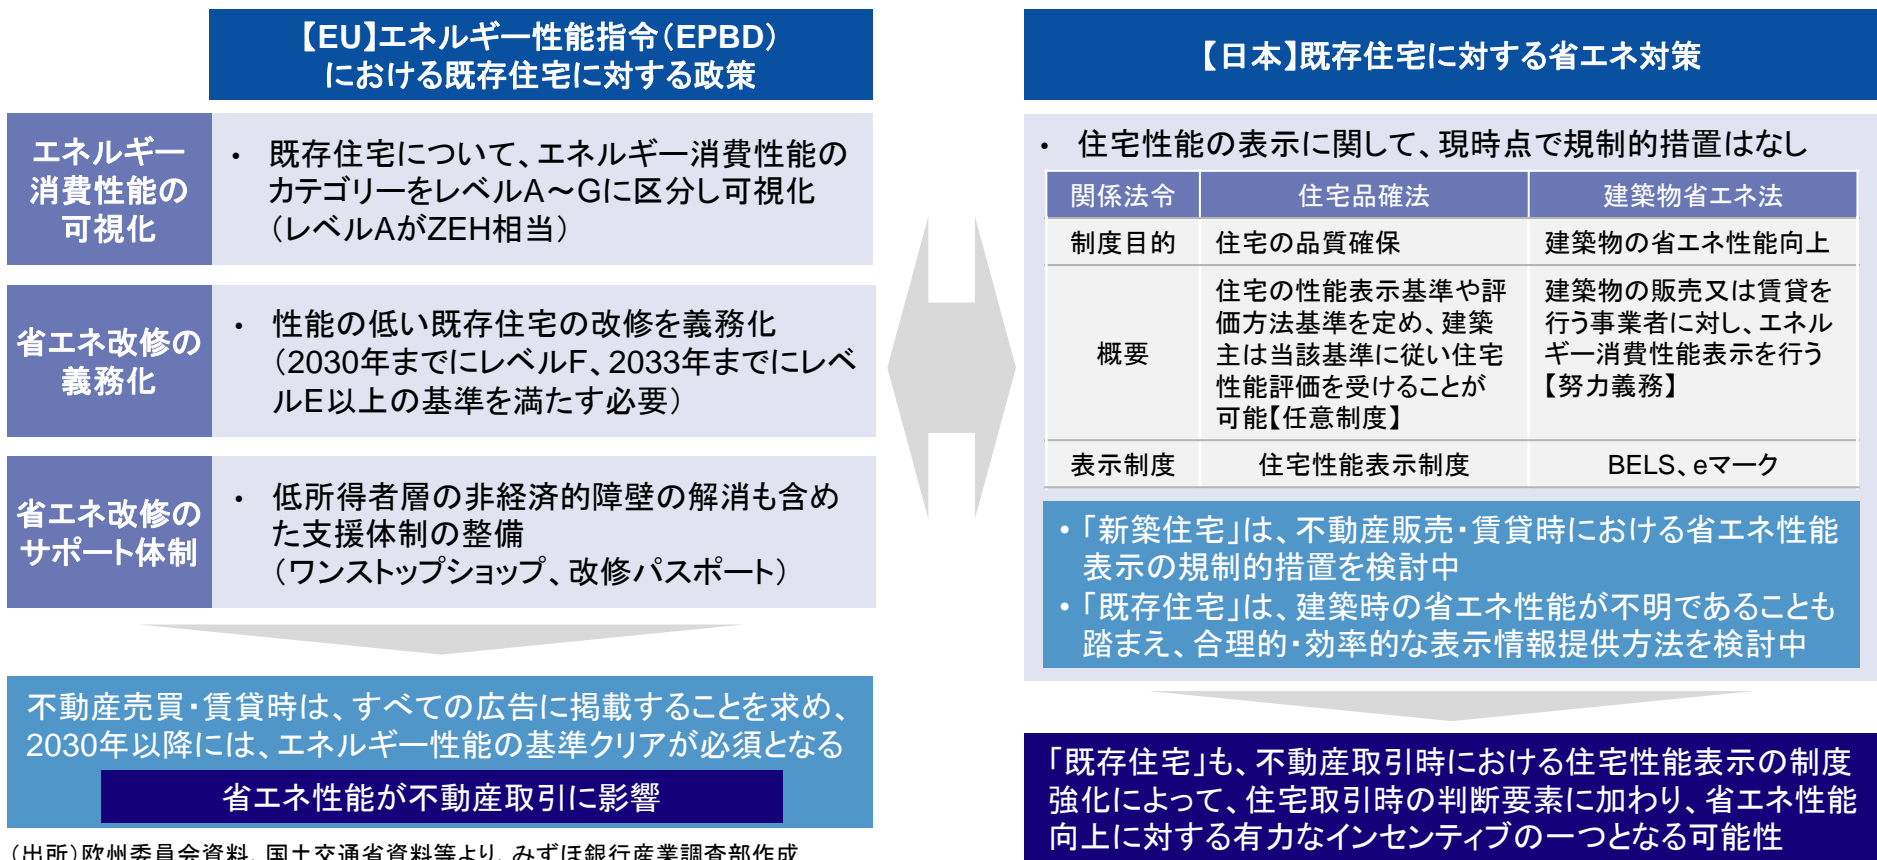 【EU】エネルギー性能指令（EPBD）
における既存住宅に対する政策
エネルギー
消費性能の
可視化
・ 既存住宅について、エネルギー消費性能の
カテゴリーをレベルA～Gに区分し可視化
（レベルAがZEH相当）
省エネ改修の
義務化
・ 性能の低い既存住宅の改修を義務化
（2030年までにレベルF、2033年までにレベ
ルE以上の基準を満たす必要）
省エネ改修の
サポート体制
・ 低所得者層の非経済的障壁の解消も含め
た支援体制の整備
（ワンストップショップ、改修パスポート）
不動産売買・賃貸時は、すべての広告に掲載することを求め、
2030年以降には、エネルギー性能の基準クリアが必須となる
省エネ性能が不動産取引に影響
（出所）欧州委員会資料、国土交通省資料等より、みずほ銀行産業調査部作成
【日本】既存住宅に対する省エネ対策
・ 住宅性能の表示に関して、現時点で規制的措置はなし
関係法令 住宅品確法 建築物省エネ法
制度目的 住宅の品質確保 建築物の省エネ性能向上
概要
住宅の性能表示基準や評
価方法基準を定め、建築
主は当該基準に従い住宅
性能評価を受けることが
可能【任意制度】
建築物の販売又は賃貸を
行う事業者に対し、エネル
ギー消費性能表示を行う
【努力義務】
表示制度 住宅性能表示制度 BELS、eマーク
・「新築住宅」は、不動産販売・賃貸時における省エネ性能
表示の規制的措置を検討中
・「既存住宅」は、建築時の省エネ性能が不明であることも
踏まえ、合理的・効率的な表示情報提供方法を検討中
「既存住宅」も、不動産取引時における住宅性能表示の制度
強化によって、住宅取引時の判断要素に加わり、省エネ性能
向上に対する有力なインセンティブの一つとなる可能性